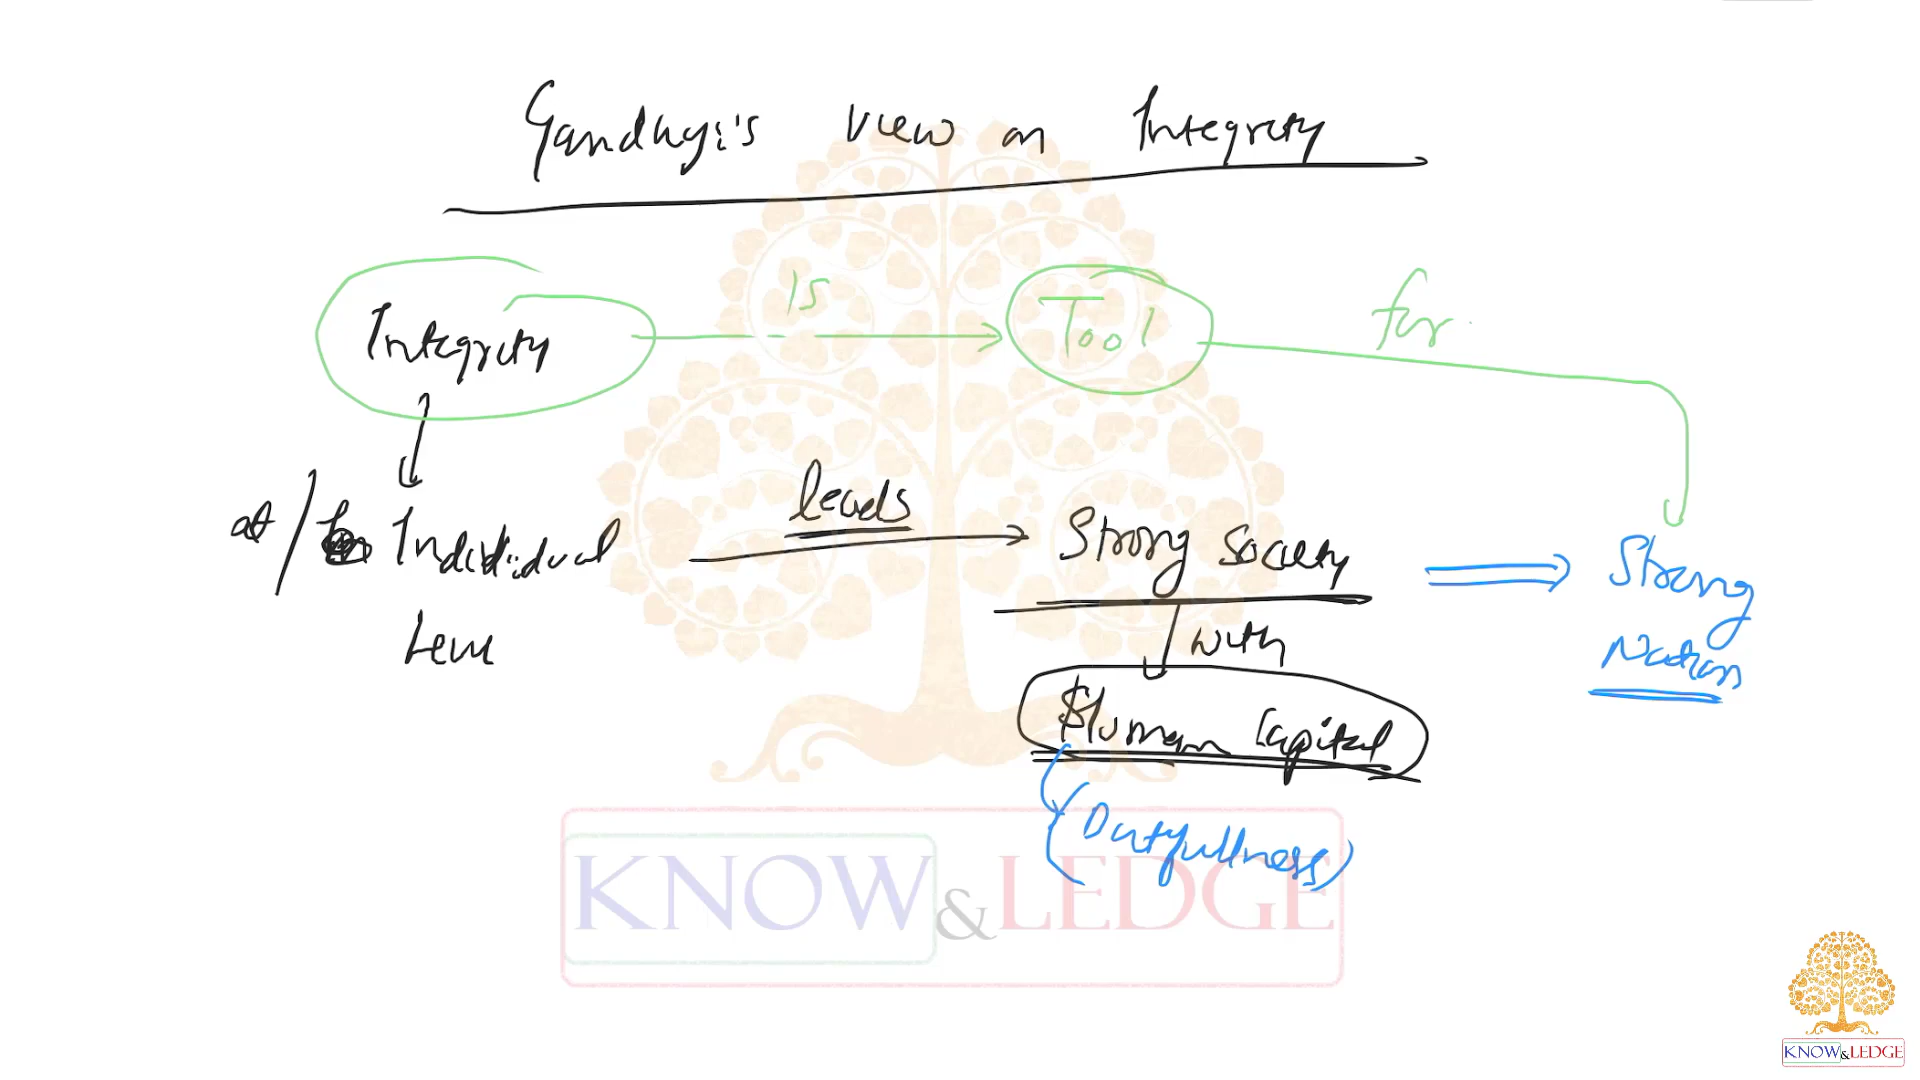 Gandhiji's view on Integrity
Integrity
is
Tool
for
at/
Individual
Level
leads
Strong Society
Strong
Nation
with
Human Capital
(Dutyfullness)
KNOW&LEDGE
KNOW&LEDGE